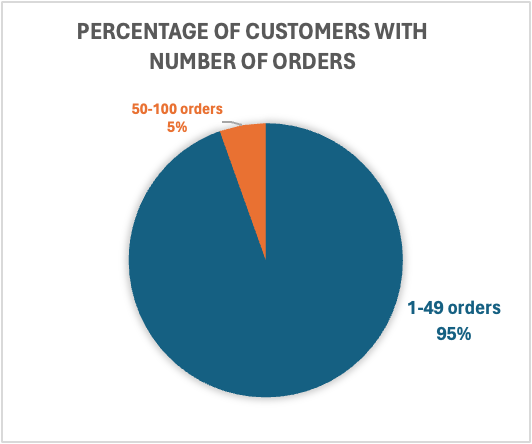 PERCENTAGE OF CUSTOMERS WITH
NUMBER OF ORDERS
50-100 orders
5%
1-49 orders
95%